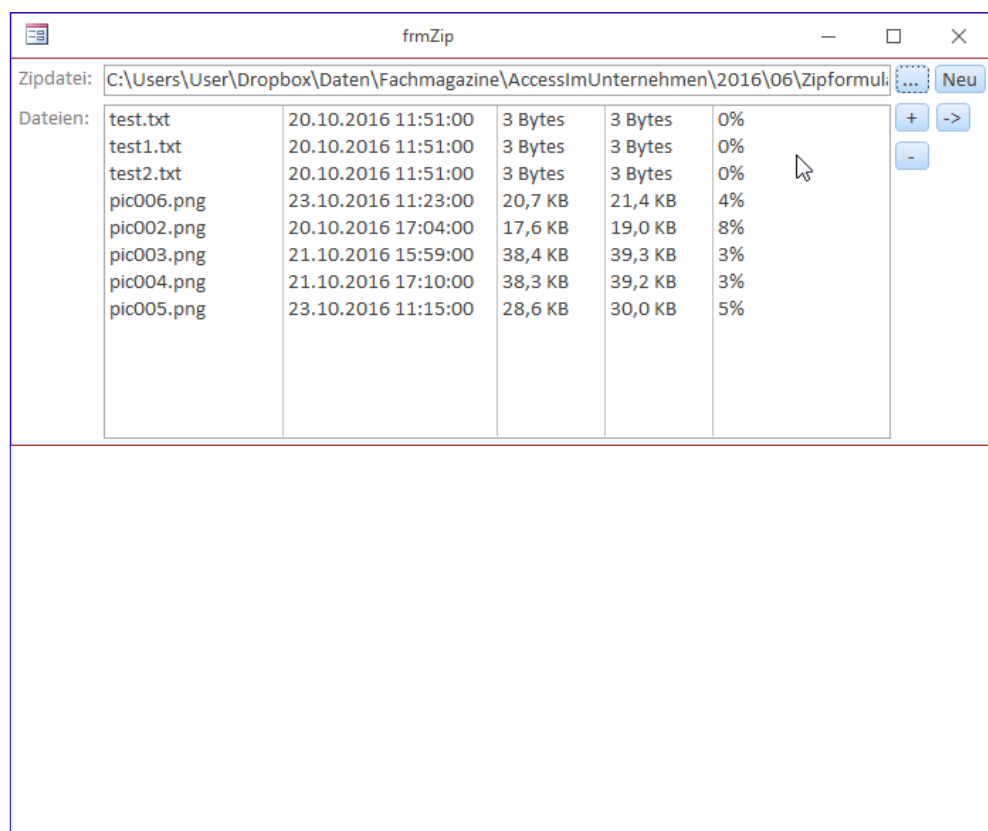 frmZip
Zipdatei: C:\Users\User\Dropbox\Daten\Fachmagazine\AccessImUnternehmen\2016\06\Zipformul ... Neu
Dateien: test.txt 20.10.2016 11:51:00 3 Bytes 3 Bytes 0% + ->
test1.txt 20.10.2016 11:51:00 3 Bytes 3 Bytes 0% -
test2.txt 20.10.2016 11:51:00 3 Bytes 3 Bytes 0%
pic006.png 23.10.2016 11:23:00 20,7 KB 21,4 KB 4%
pic002.png 20.10.2016 17:04:00 17,6 KB 19,0 KB 8%
pic003.png 21.10.2016 15:59:00 38,4 KB 39,3 KB 3%
pic004.png 21.10.2016 17:10:00 38,3 KB 39,2 KB 3%
pic005.png 23.10.2016 11:15:00 28,6 KB 30,0 KB 5%